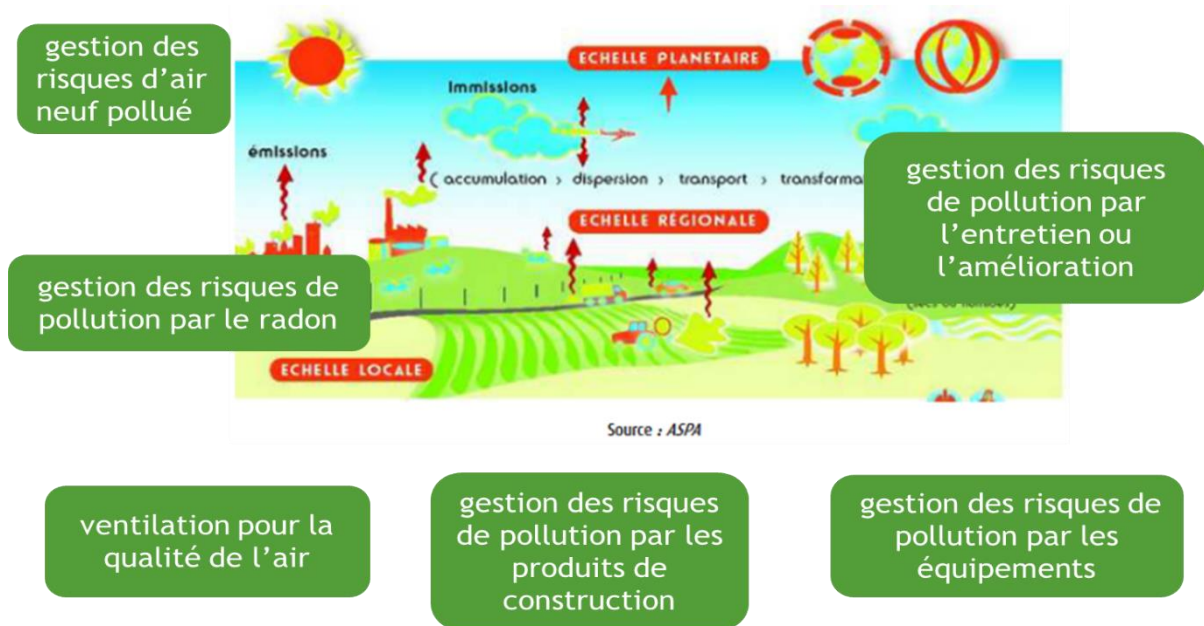 gestion des
risques d’air
neuf pollué
ECHELLE PLANETAIRE
Immissions
émissions
( accumulation > dispersion > transport > transforma
gestion des risques
de pollution par
l’entretien ou
l’amélioration
ECHELLE RÉGIONALE
gestion des risques de
pollution par le radon
ECHELLE LOCALE
Source : ASPA
ventilation pour la
qualité de l’air
gestion des risques
de pollution par les
produits de
construction
gestion des risques de
pollution par les
équipements